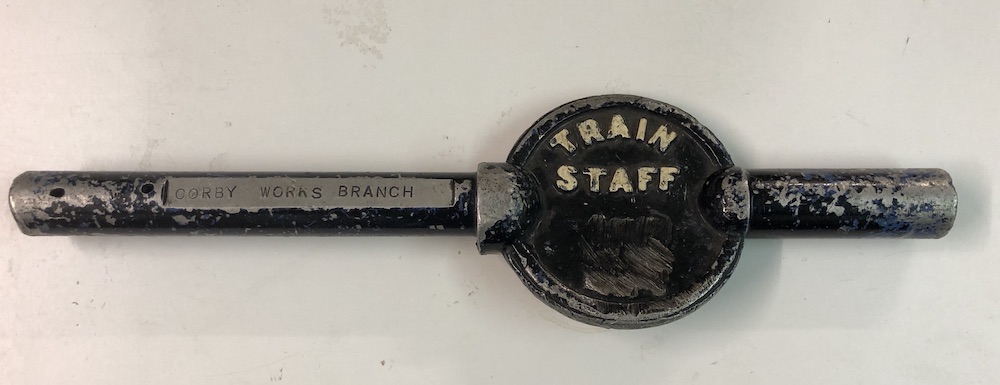 CORBY WORKS BRANCH
TRAIN
STAFF